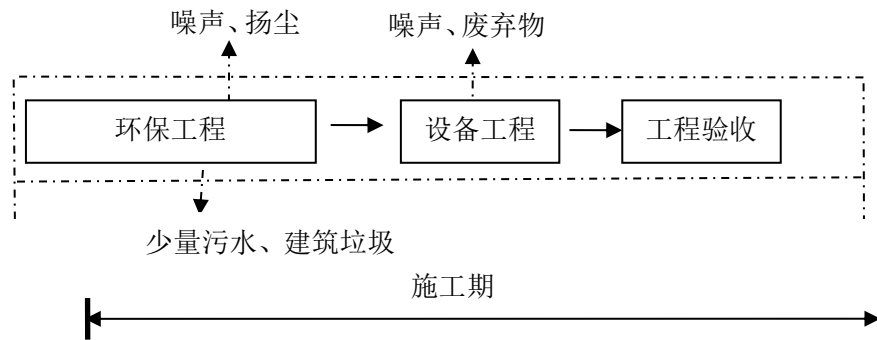 噪声、扬尘
噪声、废弃物
环保工程
设备工程
工程验收
少量污水、建筑垃圾
施工期